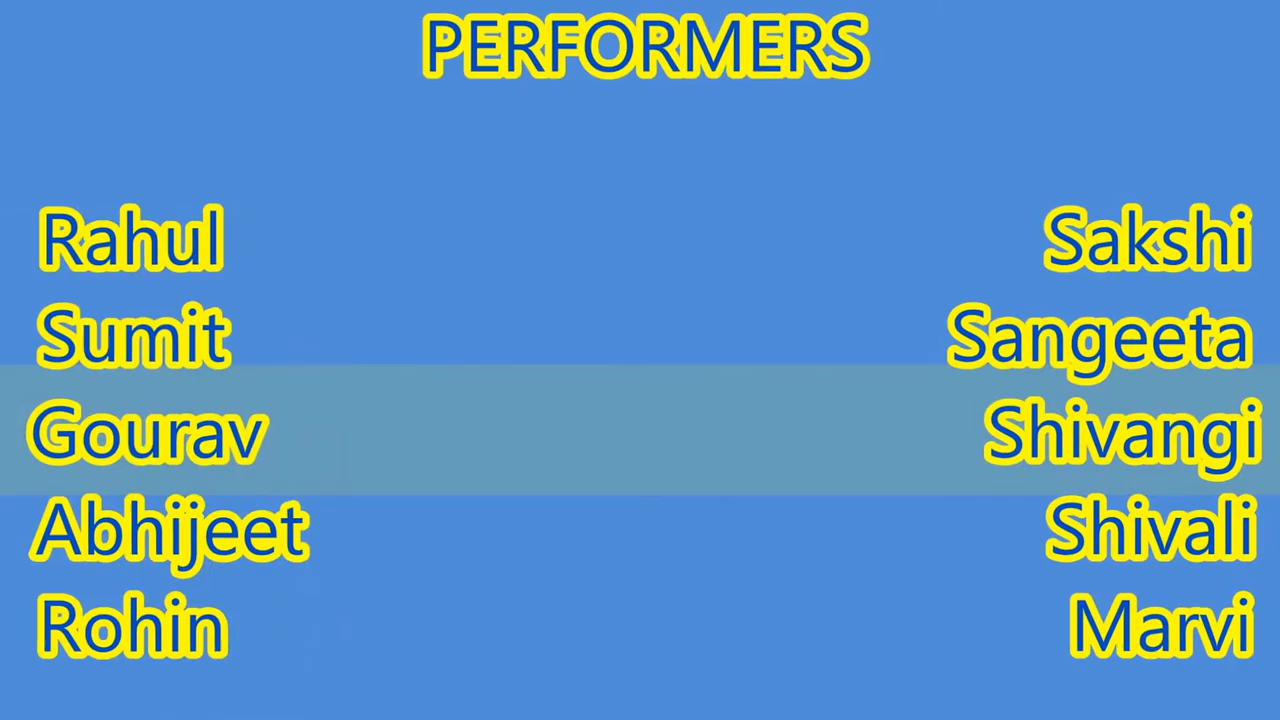 PERFORMERS
Rahul Sakshi
Sumit Sangeeta
Gourav Shivangi
Abhijeet Shivali
Rohin Marvi